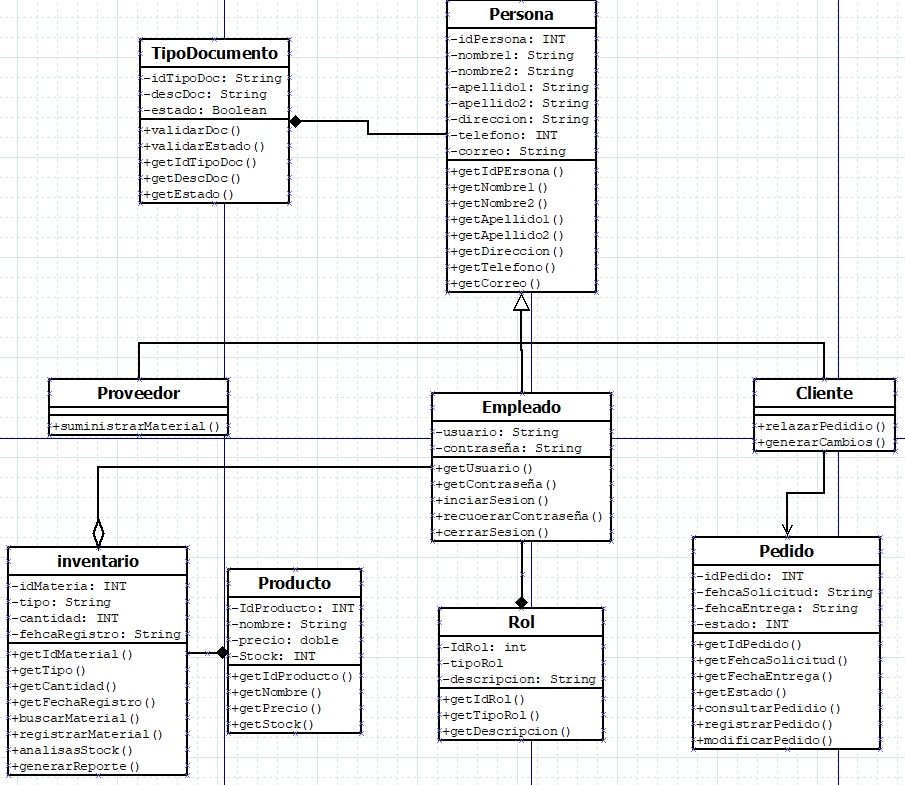 Persona
-idPersona: INT
-nombre1: String
-nombre2: String
-apellido1: String
-apellido2: String
-direccion: String
-telefono: INT
-correo: String
+getIdPErsona()
+getNombre1()
+getNombre2()
+getApellido1()
+getApellido2()
+getDireccion()
+getTelefono()
+getCorreo()
TipoDocumento
-idTipoDoc: String
-descDoc: String
-estado: Boolean
+validarDoc()
+validarEstado()
+getIdTipoDoc()
+getDescDoc()
+getEstado()
Proveedor
+suministrarMaterial()
Empleado
-usuario: String
-contraseña: String
+getUsuario()
+getContraseña()
+inciarSesion()
+recuoerarContraseña()
+cerrarSesion()
Cliente
+relazarPedidio()
+generarCambios()
inventario
-idMateria: INT
-tipo: String
-cantidad: INT
-fehcaRegistro: String
+getIdMaterial()
+getTipo()
+getCantidad()
+getFechaRegistro()
+buscarMaterial()
+registrarMaterial()
+analisasStock()
+generarReporte()
Producto
-IdProducto: INT
-nombre: String
-precio: doble
-Stock: INT
+getIdProducto()
+getNombre()
+getPrecio()
+getStock()
Rol
-IdRol: int
-tipoRol
-descripcion: String
+getIdRol()
+getTipoRol()
+getDescripcion()
Pedido
-idPedido: INT
-fehcaSolicitud: String
-fehcaEntrega: String
-estado: INT
+getIdPedido()
+getFehcaSolicitud()
+getFechaEntrega()
+getEstado()
+consultarPedidio()
+registrarPedido()
+modificarPedido()